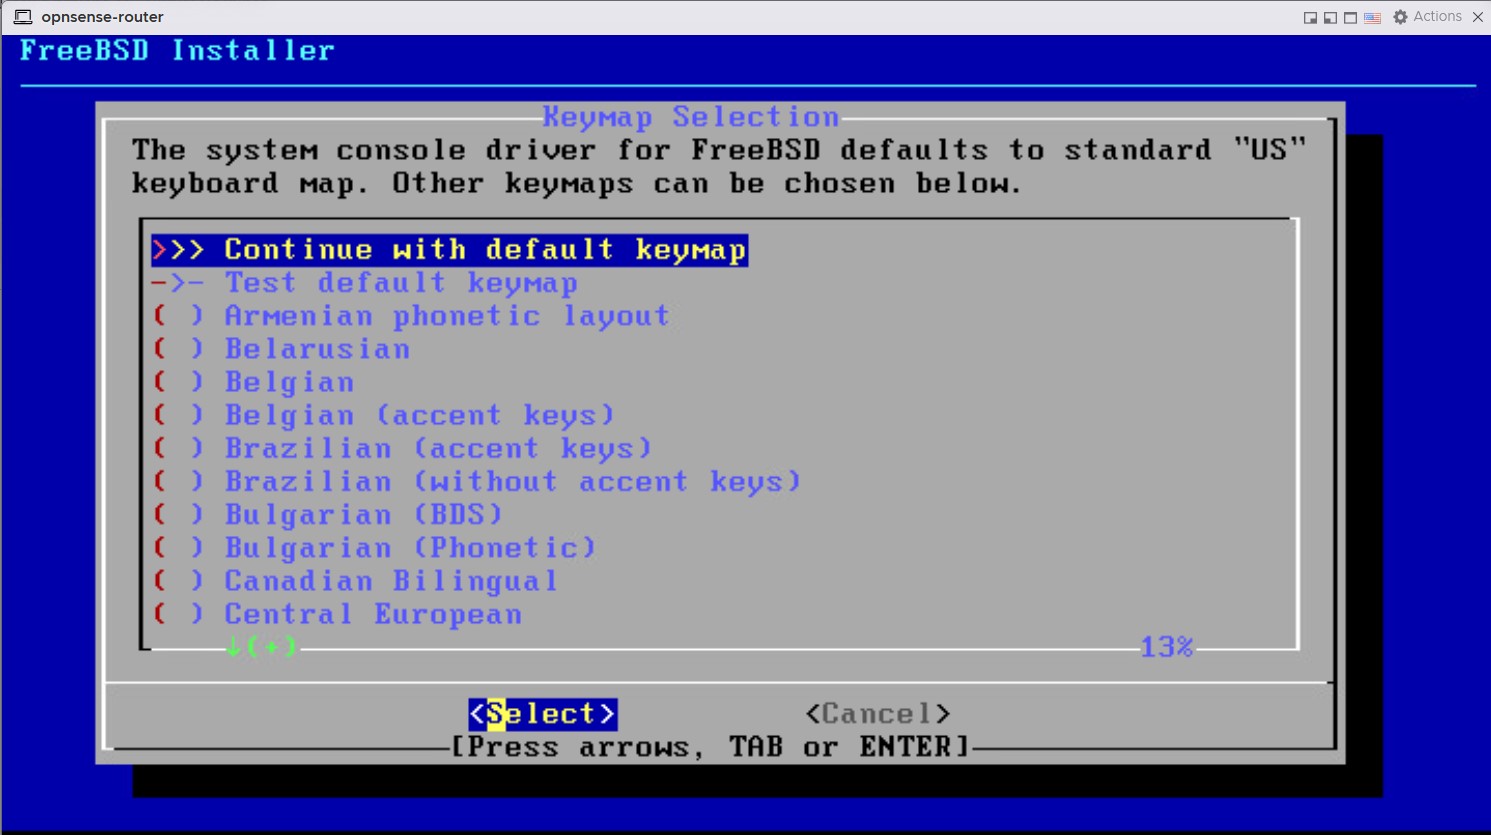 opnsense-router
Actions
FreeBSD Installer
Keymap Selection
The system console driver for FreeBSD defaults to standard "US"
keyboard map. Other keymaps can be chosen below.
>>> Continue with default keymap
->- Test default keymap
( ) Armenian phonetic layout
( ) Belarusian
( ) Belgian
( ) Belgian (accent keys)
( ) Brazilian (accent keys)
( ) Brazilian (without accent keys)
( ) Bulgarian (BDS)
( ) Bulgarian (Phonetic)
( ) Canadian Bilingual
( ) Central European
↓(+) 13%
<Select> <Cancel>
[Press arrows, TAB or ENTER]